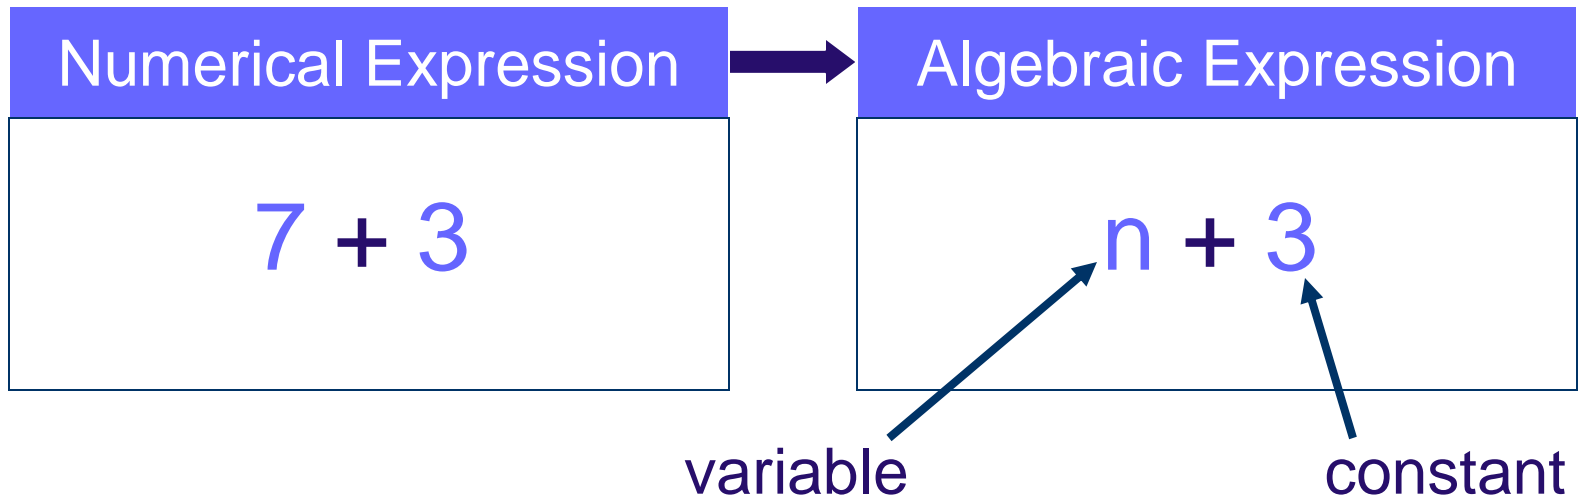 Numerical Expression
Algebraic Expression
7 + 3
n + 3
variable
constant